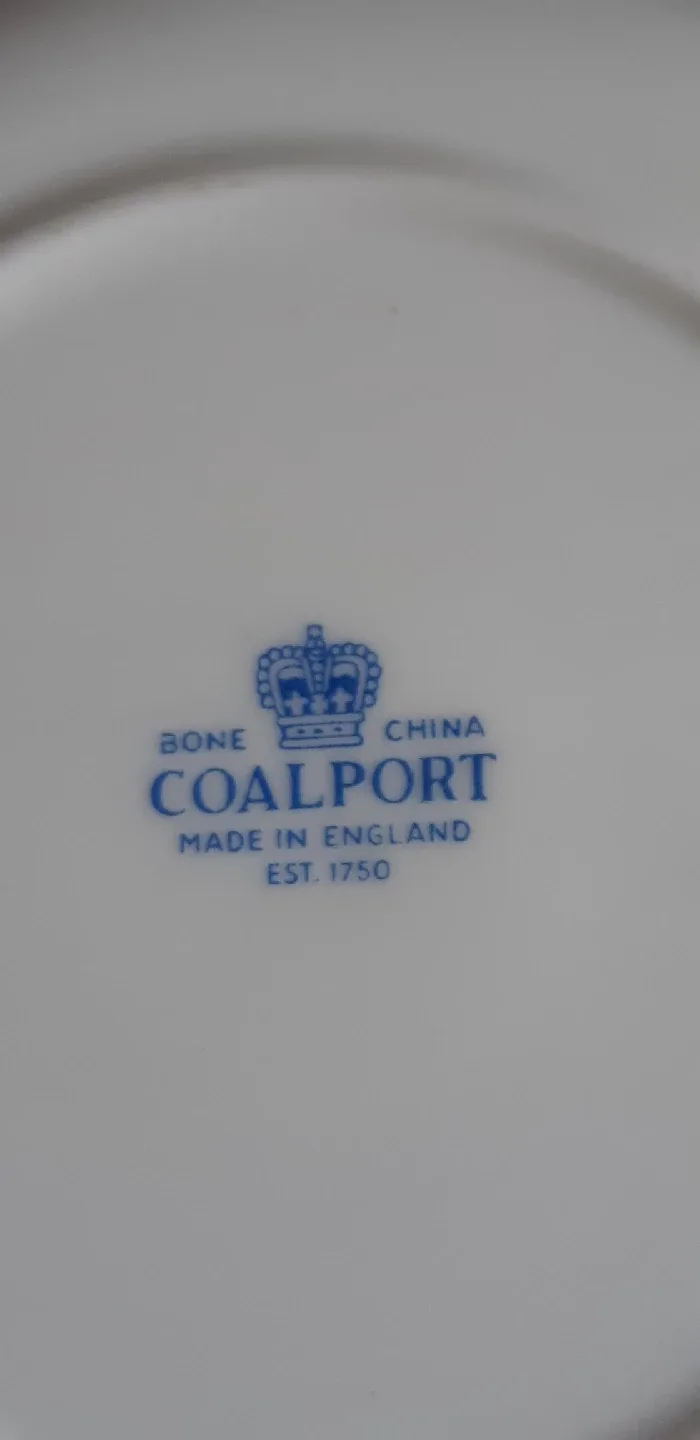 BONE CHINA
COALPORT
MADE IN ENGLAND
EST. 1750